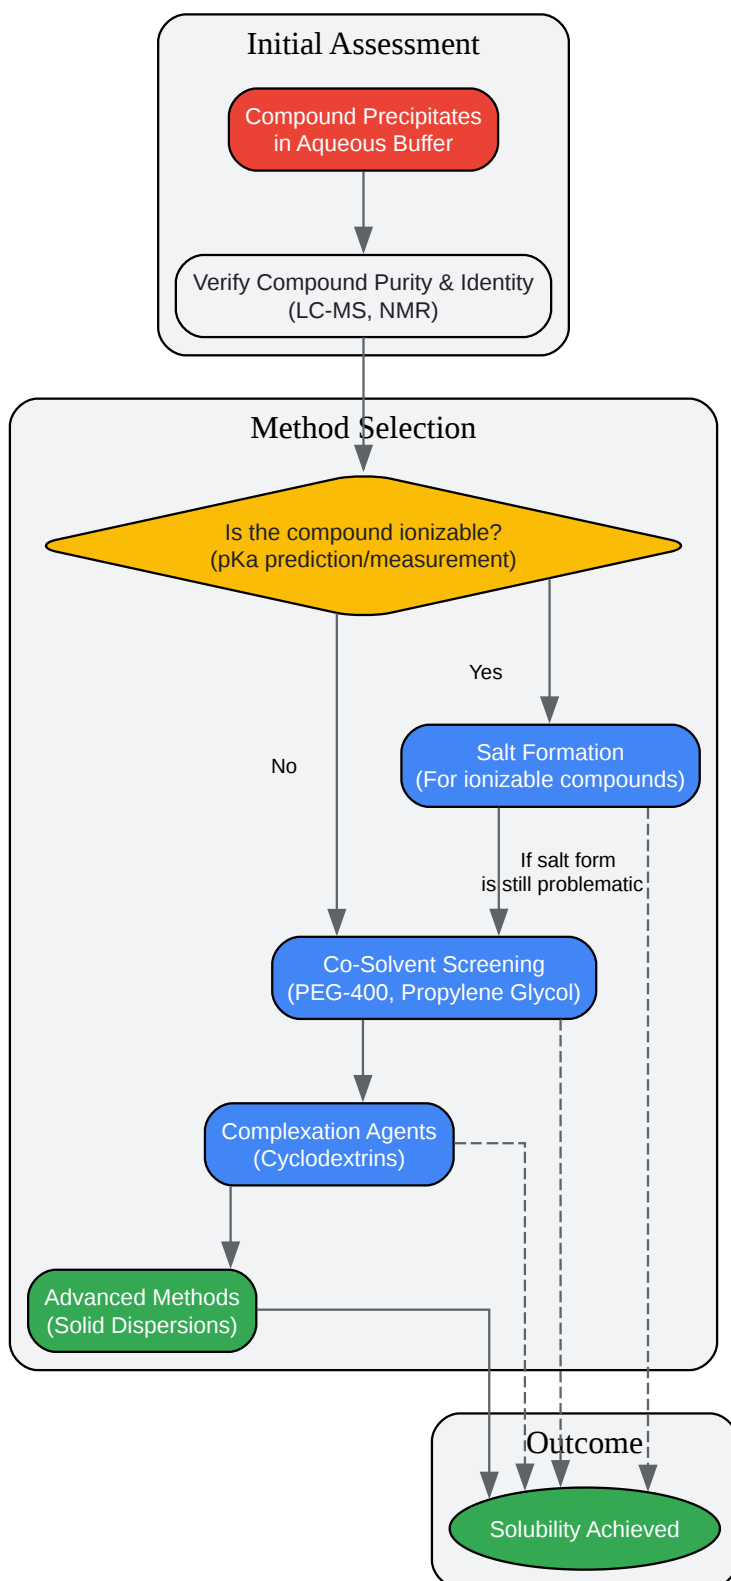 Initial Assessment
Compound Precipitates
in Aqueous Buffer
Verify Compound Purity & Identity
(LC-MS, NMR)
Method Selection
Is the compound ionizable?
(pKa prediction/measurement)
Yes
No
Salt Formation
(For ionizable compounds)
If salt form
is still problematic
Co-Solvent Screening
(PEG-400, Propylene Glycol)
Complexation Agents
(Cyclodextrins)
Advanced Methods
(Solid Dispersions)
Outcome
Solubility Achieved